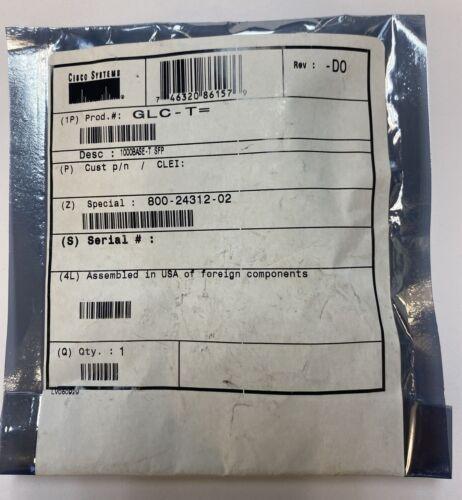 CISCO SYSTEMS
7 46320 86157 9
Rev : -D0
(1P) Prod.#: GLC-T=
Desc : 1000BASE-T SFP
(P) Cust p/n / CLEI:
(Z) Special : 800-24312-02
(S) Serial # :
(4L) Assembled in USA of foreign components
(Q) Qty. : 1